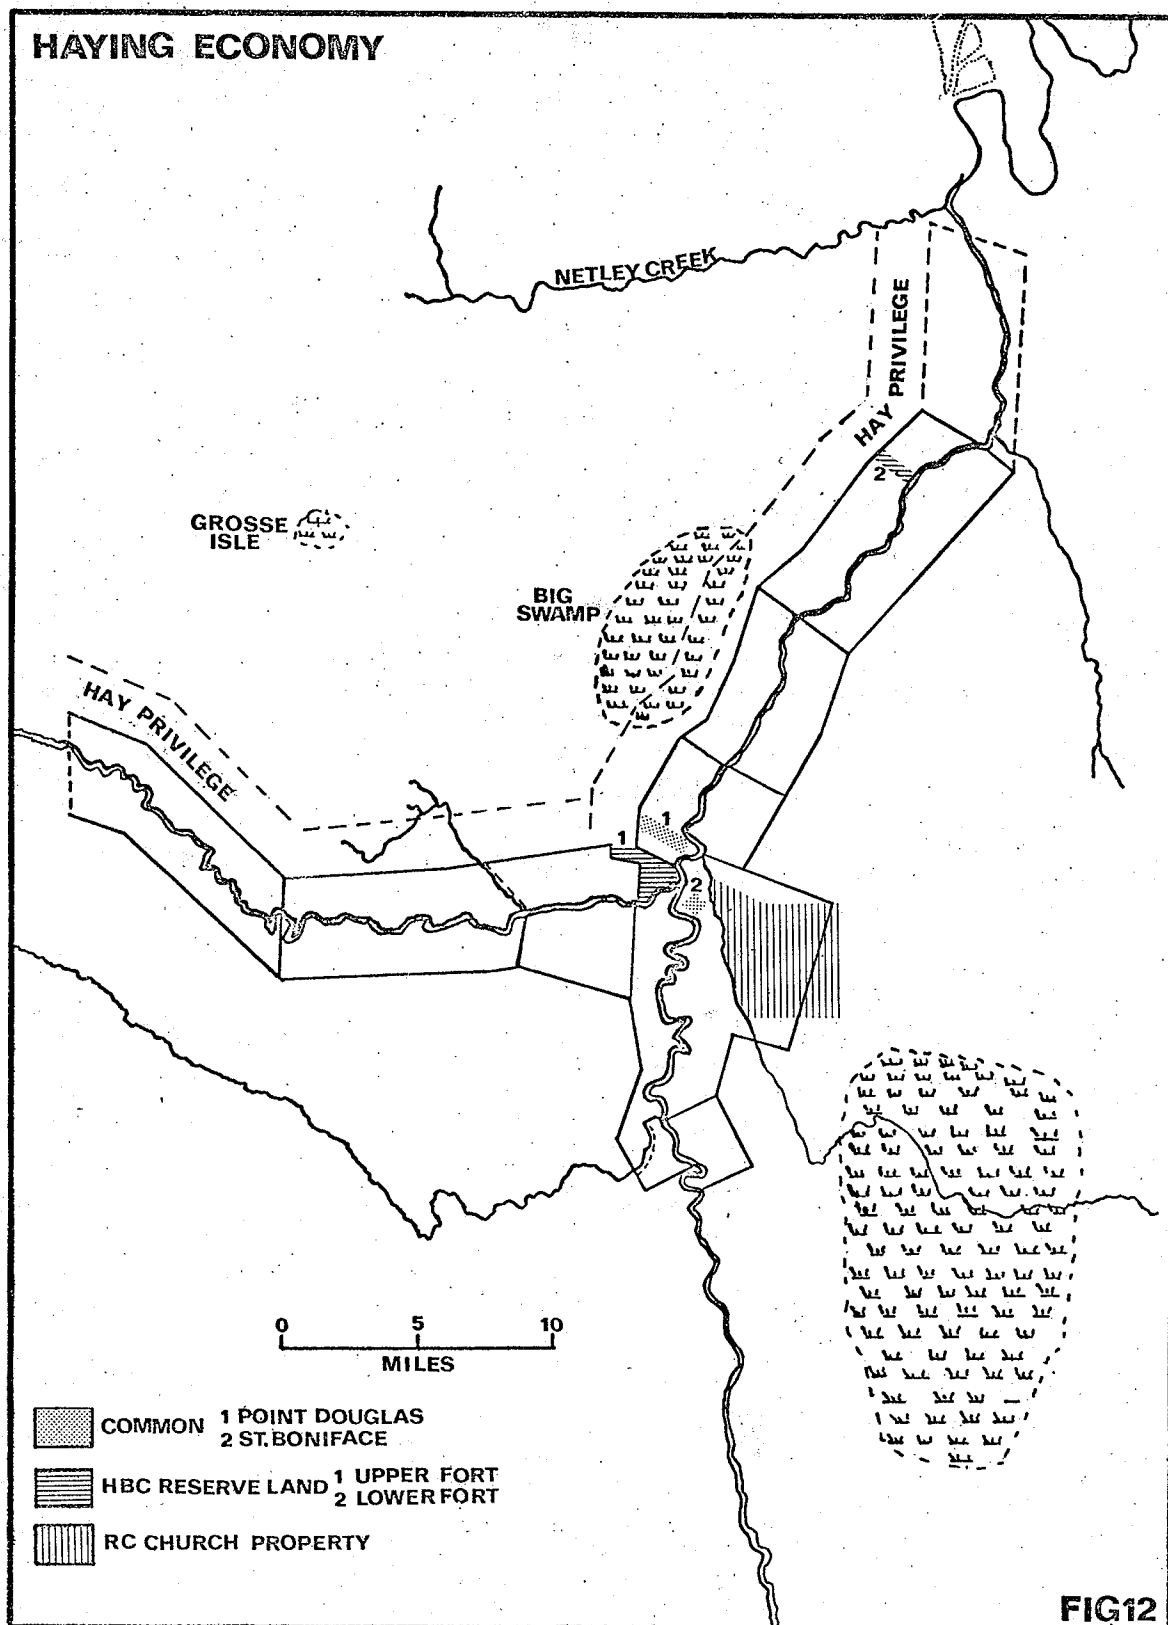 HAYING ECONOMY
NETLEY CREEK
HAY PRIVILEGE
2
GROSSE
ISLE
BIG
SWAMP
HAY PRIVILEGE
1
1
2
0 5 10
MILES
COMMON 1 POINT DOUGLAS
2 ST. BONIFACE
HBC RESERVE LAND 1 UPPER FORT
2 LOWER FORT
RC CHURCH PROPERTY
FIG 12